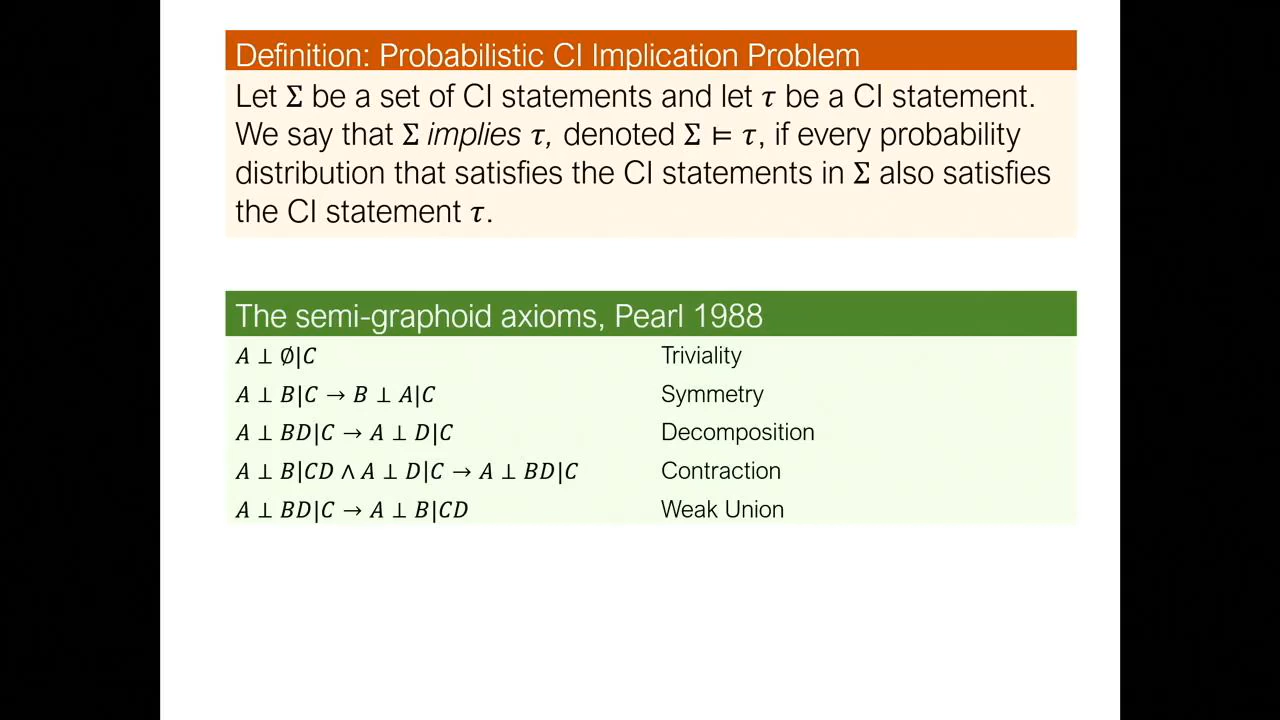 Definition: Probabilistic CI Implication Problem
Let Σ be a set of CI statements and let τ be a CI statement.
We say that Σ implies τ, denoted Σ ⊨ τ, if every probability
distribution that satisfies the CI statements in Σ also satisfies
the CI statement τ.
The semi-graphoid axioms, Pearl 1988
A ⊥ ∅|C Triviality
A ⊥ B|C → B ⊥ A|C Symmetry
A ⊥ BD|C → A ⊥ D|C Decomposition
A ⊥ B|CD ∧ A ⊥ D|C → A ⊥ BD|C Contraction
A ⊥ BD|C → A ⊥ B|CD Weak Union